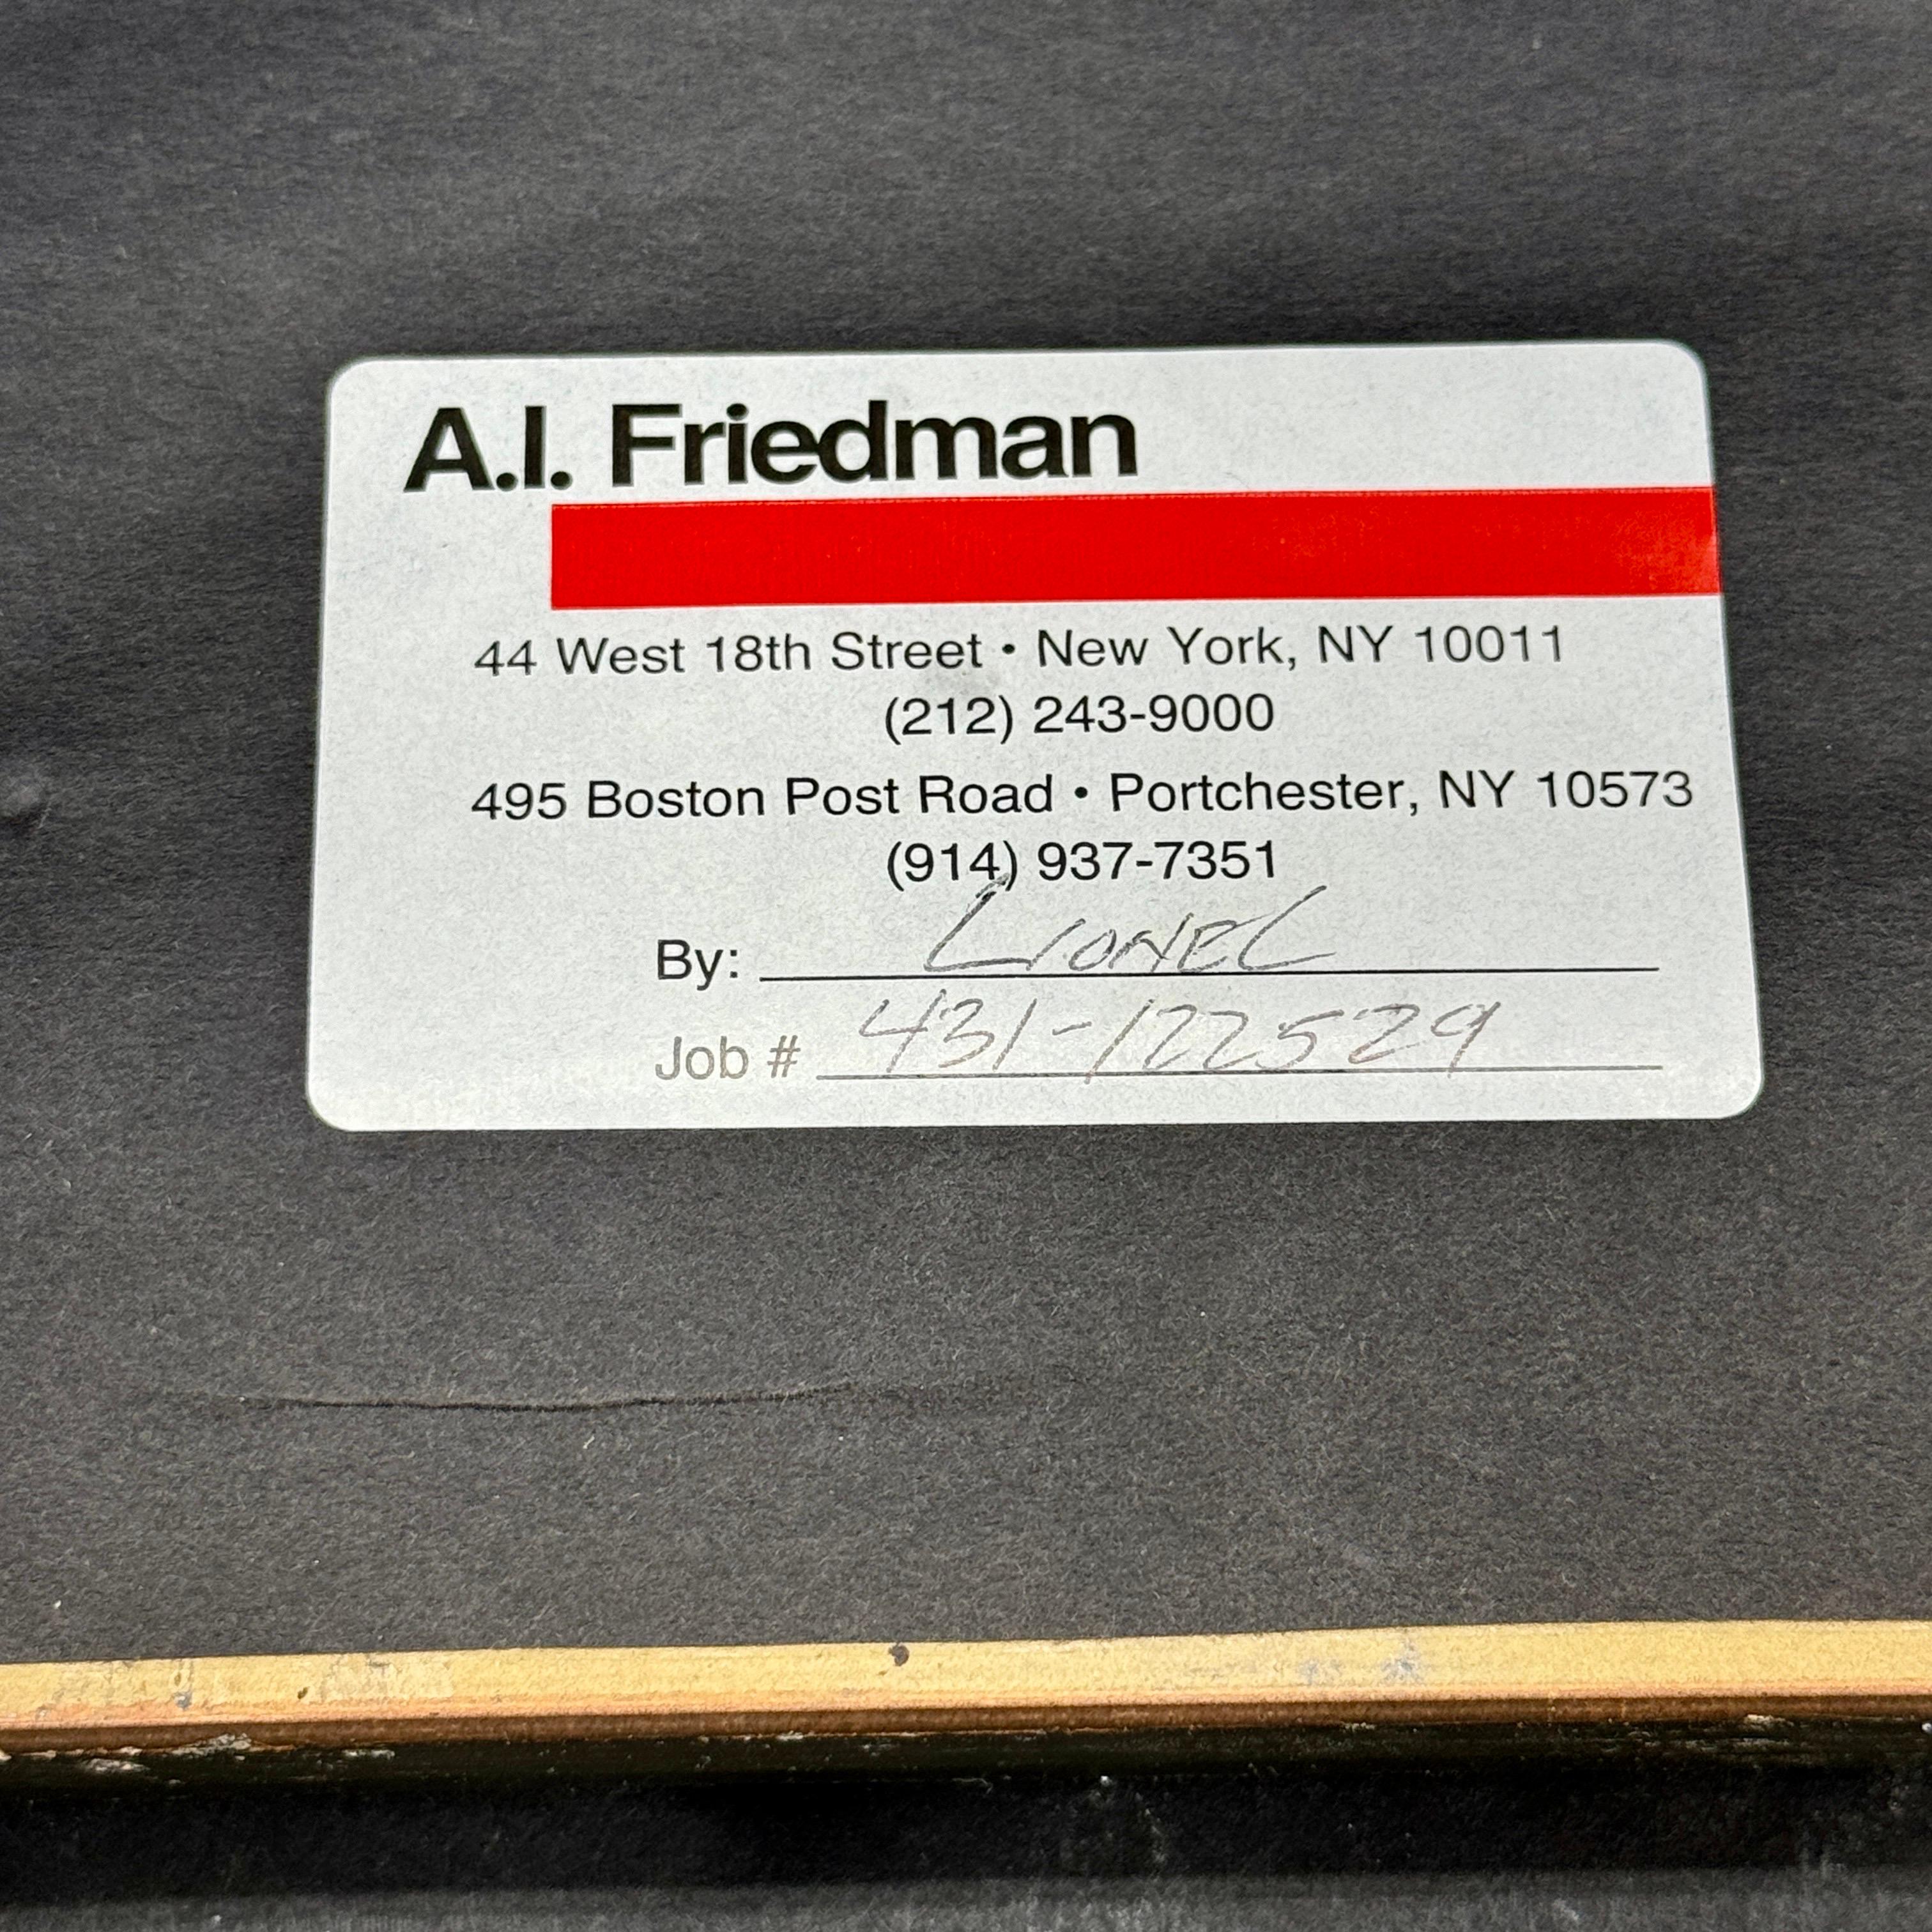 A.I. Friedman
44 West 18th Street • New York, NY 10011
(212) 243-9000
495 Boston Post Road • Portchester, NY 10573
(914) 937-7351
By: Lionel
Job # 431-122529